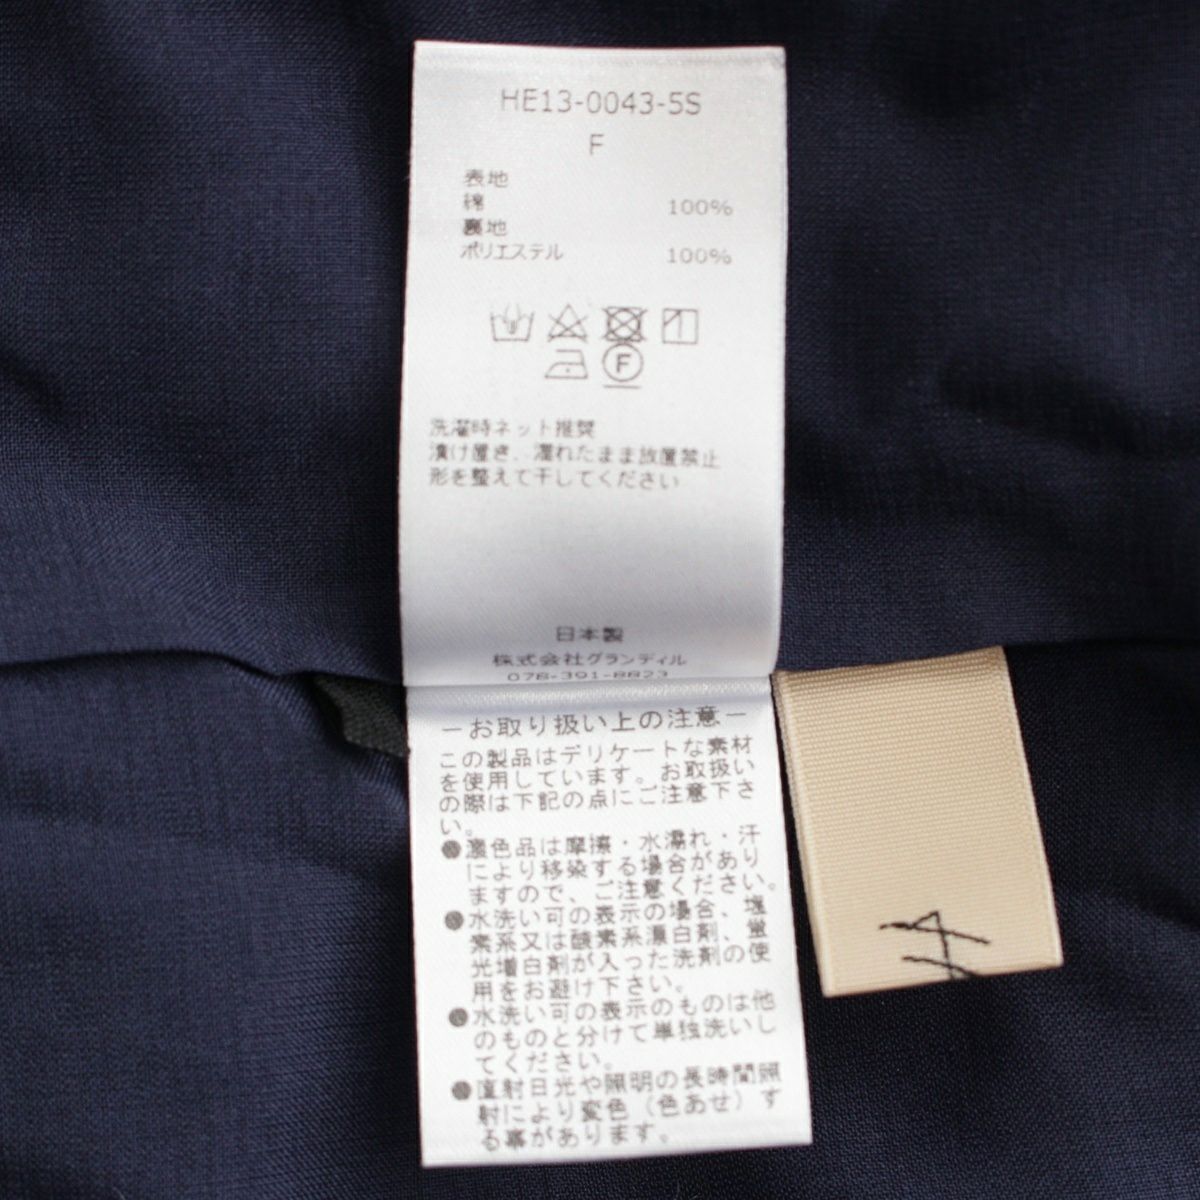 HE13-0043-5S
F
表地
綿 100%
裏地
ポリエステル 100%
F
洗濯時ネット推奨
漬け置き、濡れたまま放置禁止
形を整えて干してください
日本製
株式会社グランディル
078-391-8823
－お取り扱い上の注意－
この製品はデリケートな素材
を使用しています。お取扱い
の際は下記の点にご注意下さ
い。
●濃色品は摩擦・水濡れ・汗
により移染する場合があり
ますので、ご注意ください。
●水洗い可の表示の場合、塩
素系又は酸素系漂白剤、蛍
光増白剤が入った洗剤の使
用をお避け下さい。
●水洗い可の表示のものは他
のものと分けて単独洗いし
てください。
●直射日光や照明の長時間照
射により変色（色あせ）す
る事があります。